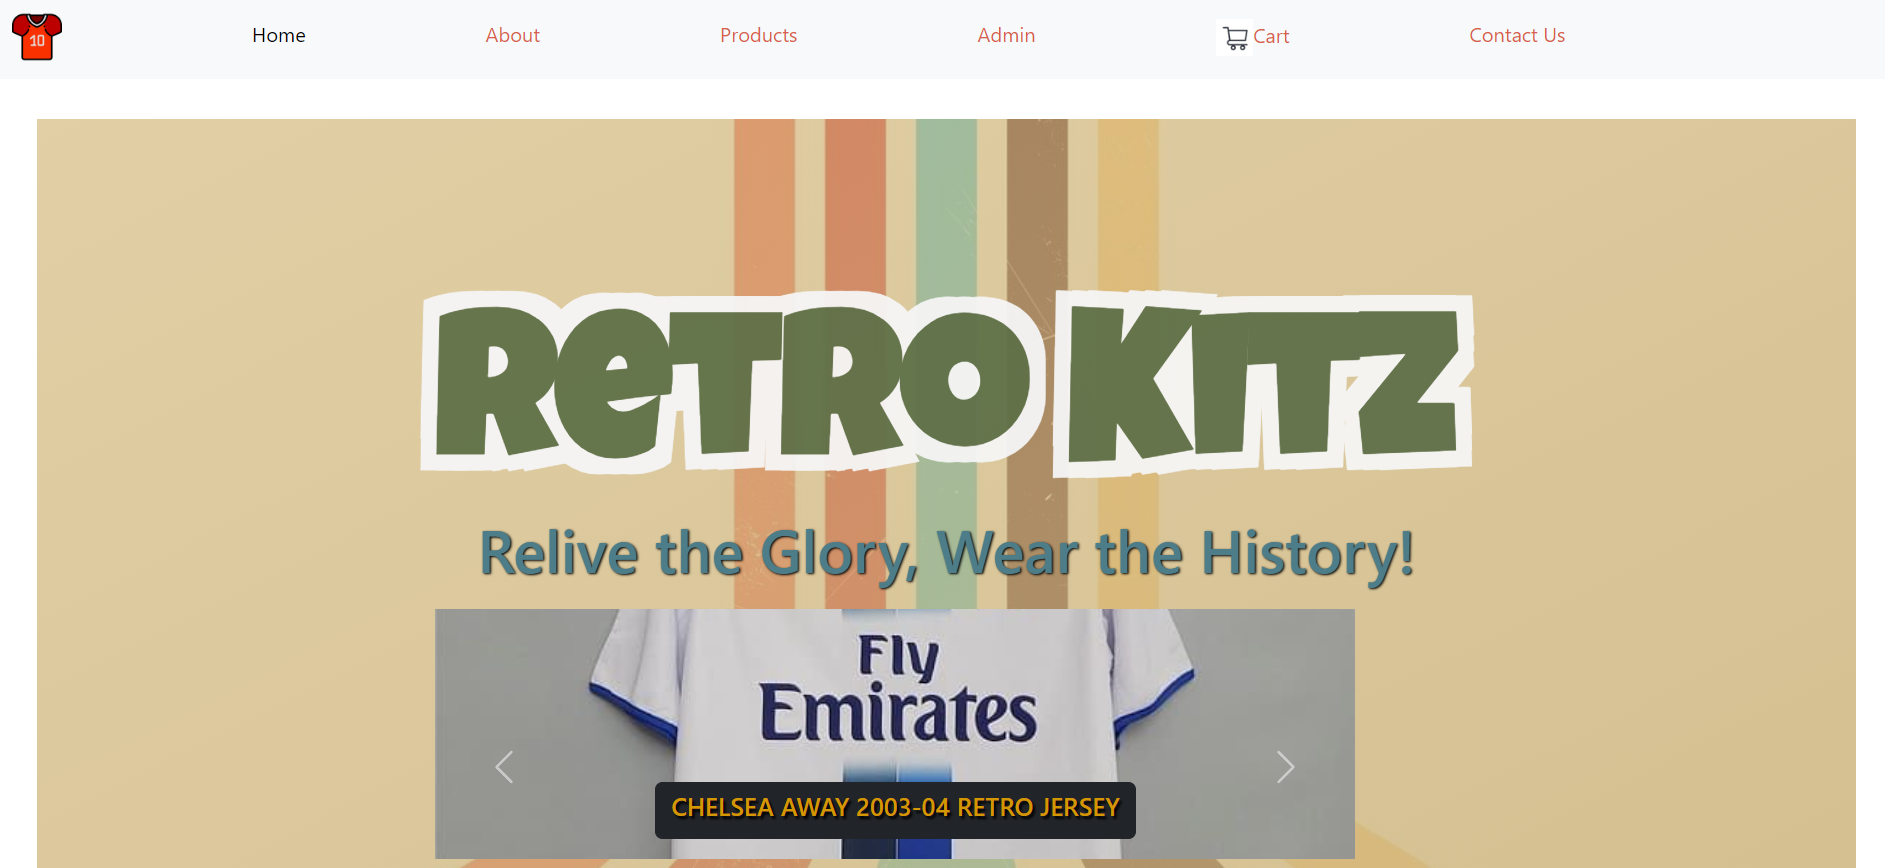 10
Home
About
Products
Admin
Cart
Contact Us
ReTRO KITZ
Relive the Glory, Wear the History!
Fly
Emirates
CHELSEA AWAY 2003-04 RETRO JERSEY